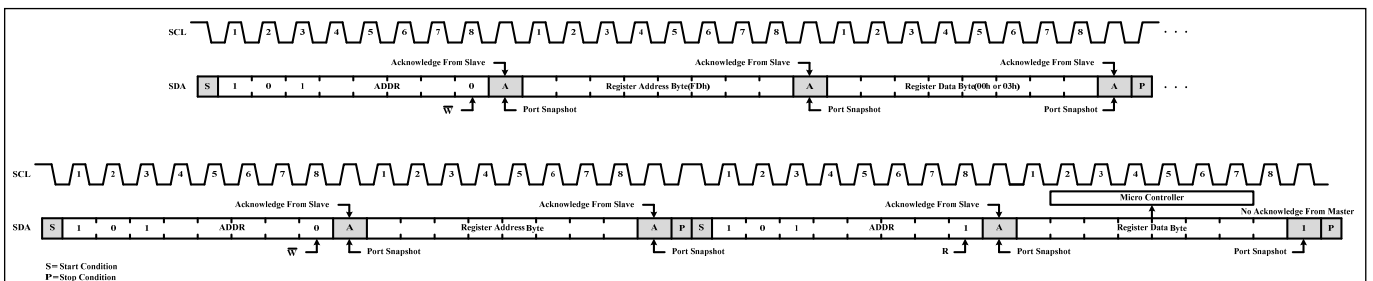 SCL 1 2 3 4 5 6 7 8 1 2 3 4 5 6 7 8 1 2 3 4 5 6 7 8 . . .
Acknowledge From Slave Acknowledge From Slave Acknowledge From Slave
SDA S 1 0 1 ADDR 0 A Register Address Byte(FDh) A Register Data Byte(00h or 03h) A P . . .
W̅ Port Snapshot Port Snapshot Port Snapshot
SCL 1 2 3 4 5 6 7 8 1 2 3 4 5 6 7 8 1 2 3 4 5 6 7 8 1 2 3 4 5 6 7 8
Micro Controller
Acknowledge From Slave Acknowledge From Slave Acknowledge From Slave No Acknowledge From Master
SDA S 1 0 1 ADDR 0 A Register Address Byte A P S 1 0 1 ADDR 1 A Register Data Byte 1 P
W̅ Port Snapshot Port Snapshot R Port Snapshot Port Snapshot
S=Start Condition
P=Stop Condition